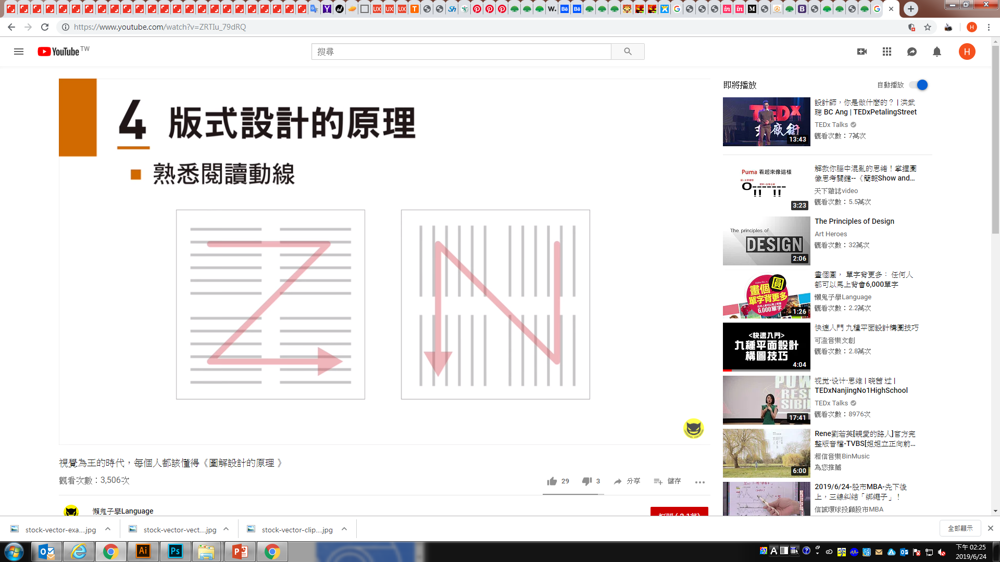 https://www.youtube.com/watch?v=ZRTIu_79dRQ
YouTube TW
搜尋
H
4 版式設計的原理
熟悉閱讀動線
視覺為王的時代，每個人都該懂得《圖解設計的原理 》
觀看次數：3,506次
29
3
分享
儲存
懶鬼子學Language
即將播放
自動播放
13:43
設計師，你是做什麼的？ | 洪武
聰 BC Ang | TEDxPetalingStreet
TEDx Talks
觀看次數：7萬次
Puma 看起來像這樣
3:23
解救你腦中混亂的思緒！掌握圖
像思考關鍵--《簡報Show and...
天下雜誌video
觀看次數：5.5萬次
The principles of
DESIGN
2:06
The Principles of Design
Art Heroes
觀看次數：32萬次
畫個圓
單字背更多
6,000單字
1:26
畫個圓， 單字背更多： 任何人
都可以馬上背會6,000單字
懶鬼子學Language
觀看次數：2.2萬次
<快速入門>
九種平面設計
構圖技巧
4:04
快速入門 九種平面設計構圖技巧
可澄音樂文創
觀看次數：2.8萬次
17:41
视觉·设计·思维 | 晓茜 过 |
TEDxNanjingNo1HighSchool
TEDx Talks
觀看次數：8976次
6:00
Rene劉若英[親愛的路人]官方完
整版音檔-TVBS[姐姐立正向前...
相信音樂BinMusic
為您推薦
2019/6/24-股市MBA-先下後
上，三線糾結「綁繩子」！
信誠環球投顧股市MBA
stock-vector-exa....jpg
stock-vector-vect....jpg
stock-vector-clip....jpg
全部顯示
下午 02:25
2019/6/24